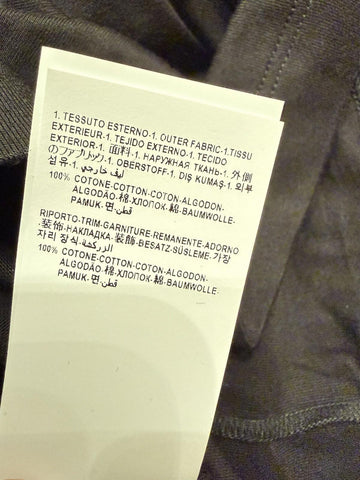 1. TESSUTO ESTERNO-1. OUTER FABRIC-1.TISSU
EXTERIEUR-1. TEJIDO EXTERNO-1. TECIDO
EXTERIOR-1. 面料-1. НАРУЖНАЯ ТКАНЬ-1. 外側
のファブリック-1. OBERSTOFF-1. DIŞ KUMAŞ-1. 외부
섬유-1. ليف خارجي
100% COTONE-COTTON-COTON-ALGODON-
ALGODÃO-棉-ХЛОПОК-綿-BAUMWOLLE-
PAMUK-면-قطن
RIPORTO-TRIM-GARNITURE-REMANENTE-ADORNO
-装饰-НАКЛАДКА-装飾-BESATZ-SÜSLEME-가장
자리 장식-الزركشة
100% COTONE-COTTON-COTON-ALGODON-
ALGODÃO-棉-ХЛОПОК-綿-BAUMWOLLE-
PAMUK-면-قطن